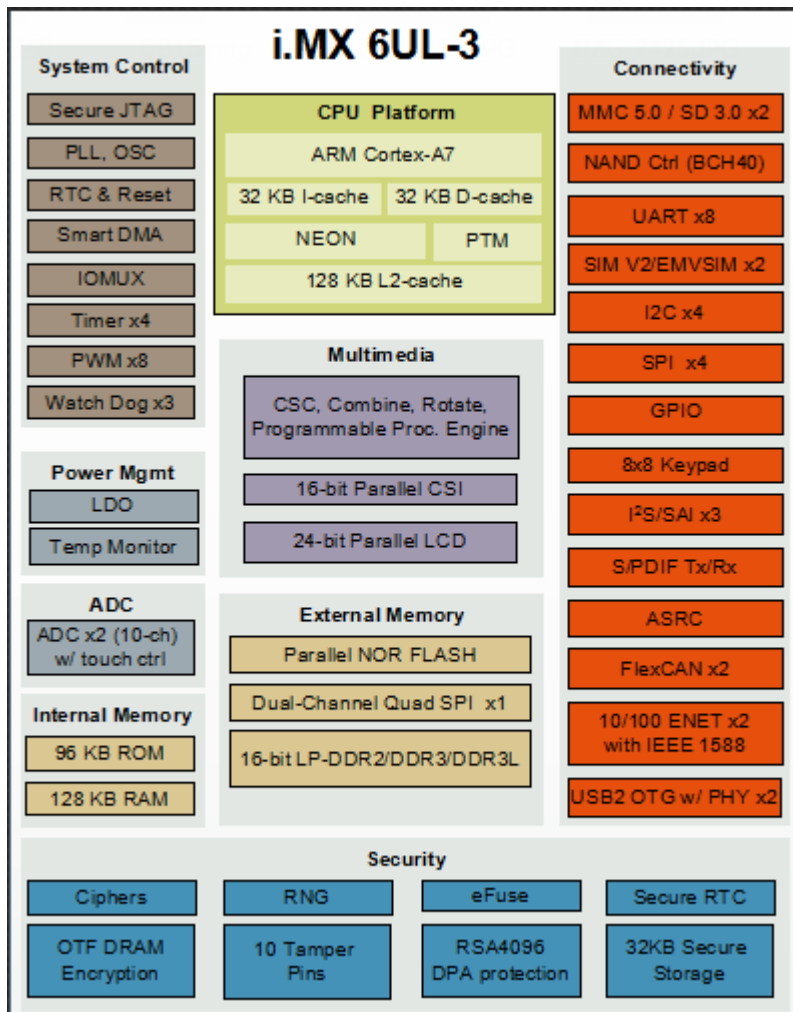 i.MX 6UL-3
System Control
Secure JTAG
PLL, OSC
RTC & Reset
Smart DMA
IOMUX
Timer x4
PWM x8
Watch Dog x3
Power Mgmt
LDO
Temp Monitor
ADC
ADC x2 (10-ch)
w/ touch ctrl
Internal Memory
96 KB ROM
128 KB RAM
CPU Platform
ARM Cortex-A7
32 KB I-cache
32 KB D-cache
NEON
PTM
128 KB L2-cache
Multimedia
CSC, Combine, Rotate,
Programmable Proc. Engine
16-bit Parallel CSI
24-bit Parallel LCD
External Memory
Parallel NOR FLASH
Dual-Channel Quad SPI x1
16-bit LP-DDR2/DDR3/DDR3L
Connectivity
MMC 5.0 / SD 3.0 x2
NAND Ctrl (BCH40)
UART x8
SIM V2/EMVSIM x2
I2C x4
SPI x4
GPIO
8x8 Keypad
I²S/SAI x3
S/PDIF Tx/Rx
ASRC
FlexCAN x2
10/100 ENET x2
with IEEE 1588
USB2 OTG w/ PHY x2
Security
Ciphers
RNG
eFuse
Secure RTC
OTF DRAM
Encryption
10 Tamper
Pins
RSA4096
DPA protection
32KB Secure
Storage